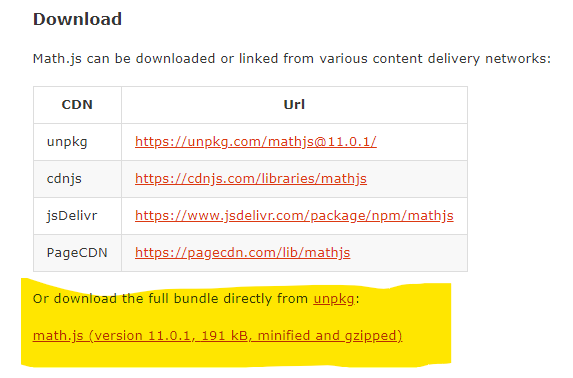 Download
Math.js can be downloaded or linked from various content delivery networks:
CDN Url
unpkg https://unpkg.com/mathjs@11.0.1/
cdnjs https://cdnjs.com/libraries/mathjs
jsDelivr https://www.jsdelivr.com/package/npm/mathjs
PageCDN https://pagecdn.com/lib/mathjs
Or download the full bundle directly from unpkg:
math.js (version 11.0.1, 191 kB, minified and gzipped)